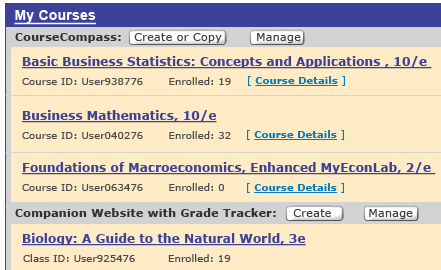 My Courses
CourseCompass: Create or Copy Manage
Basic Business Statistics: Concepts and Applications , 10/e
Course ID: User938776 Enrolled: 19 [ Course Details ]
Business Mathematics, 10/e
Course ID: User040276 Enrolled: 32 [ Course Details ]
Foundations of Macroeconomics, Enhanced MyEconLab, 2/e
Course ID: User063476 Enrolled: 0 [ Course Details ]
Companion Website with Grade Tracker: Create Manage
Biology: A Guide to the Natural World, 3e
Class ID: User925476 Enrolled: 19